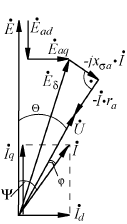 Ė
Ė_ad
Ė_aq
-jx_σa·İ
Ė_δ
-İ·r_a
Θ
U̇
İ_q
İ
Ψ
φ
İ_d